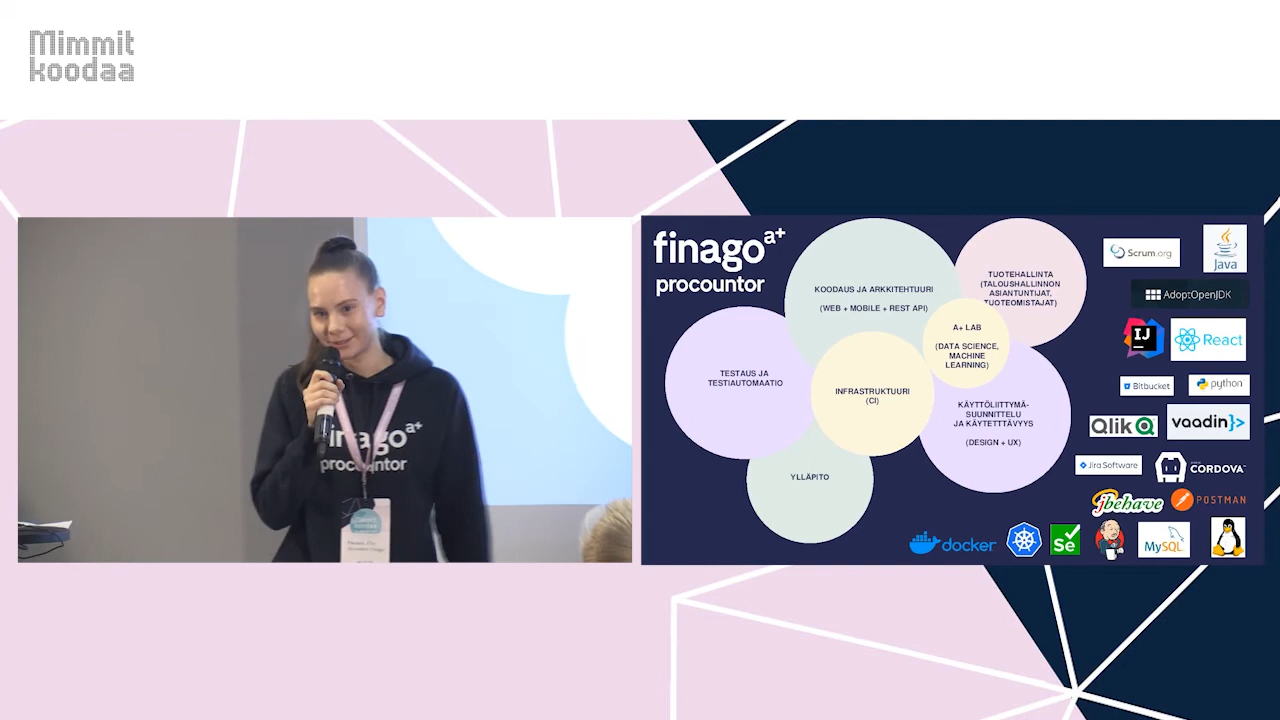 Mimmit
koodaa
finago a+
procountor
finago a+
procountor
KOODAUS JA ARKKITEHTUURI
(WEB + MOBILE + REST API)
TUOTEHALLINTA
(TALOUSHALLINNON
ASIANTUNTIJAT,
TUOTEOMISTAJAT)
A+ LAB
(DATA SCIENCE,
MACHINE
LEARNING)
TESTAUS JA
TESTIAUTOMAATIO
INFRASTRUKTUURI
(CI)
KÄYTTÖLIITTYMÄ-
SUUNNITTELU
JA KÄYTETTTÄVYYS
(DESIGN + UX)
YLLÄPITO
Scrum.org
Java
AdoptOpenJDK
IJ
React
Bitbucket
python
Qlik
vaadin}>
Jira Software
CORDOVA
jbehave
POSTMAN
docker
Se
MySQL